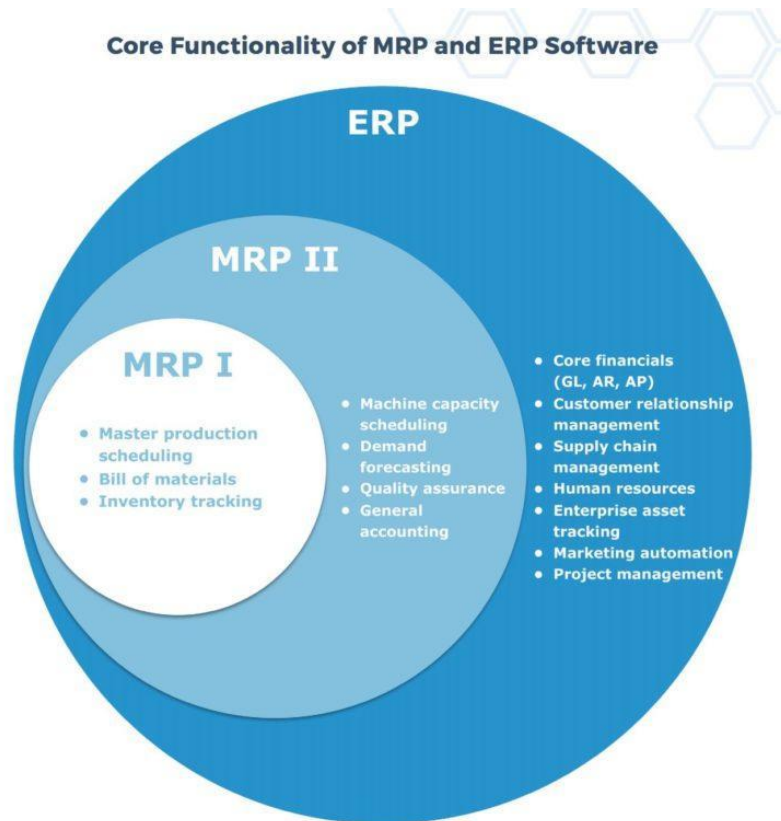 Core Functionality of MRP and ERP Software
ERP
MRP II
MRP I
• Master production
scheduling
• Bill of materials
• Inventory tracking
• Machine capacity
scheduling
• Demand
forecasting
• Quality assurance
• General
accounting
• Core financials
(GL, AR, AP)
• Customer relationship
management
• Supply chain
management
• Human resources
• Enterprise asset
tracking
• Marketing automation
• Project management